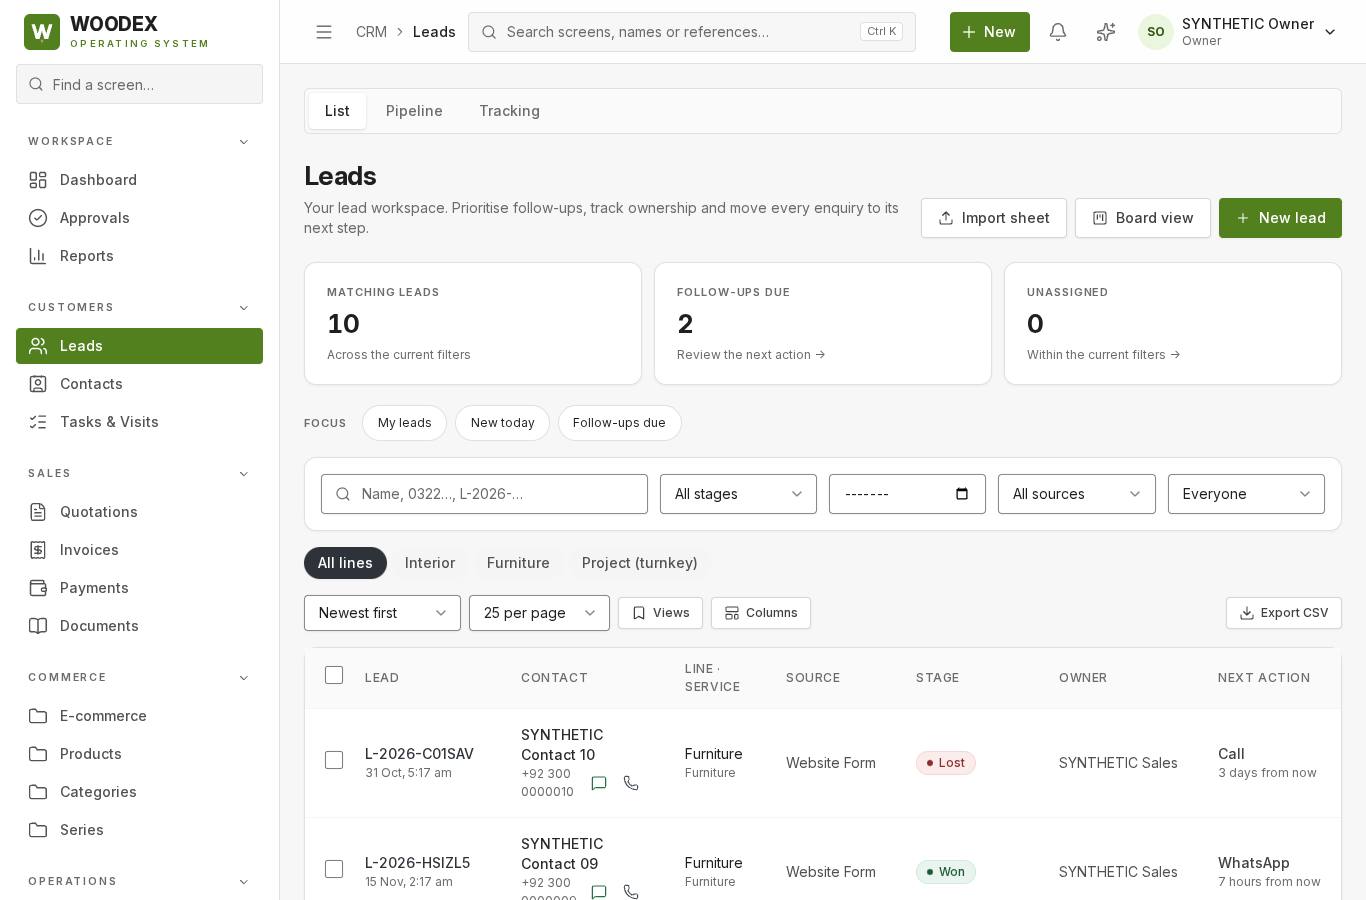 W
WOODEX
OPERATING SYSTEM
Find a screen...
WORKSPACE
Dashboard
Approvals
Reports
CUSTOMERS
Leads
Contacts
Tasks & Visits
SALES
Quotations
Invoices
Payments
Documents
COMMERCE
E-commerce
Products
Categories
Series
OPERATIONS
CRM > Leads
Search screens, names or references... Ctrl K
New
SO
SYNTHETIC Owner
Owner
List Pipeline Tracking
Leads
Your lead workspace. Prioritise follow-ups, track ownership and move every enquiry to its
next step.
Import sheet Board view New lead
MATCHING LEADS
10
Across the current filters
FOLLOW-UPS DUE
2
Review the next action →
UNASSIGNED
0
Within the current filters →
FOCUS My leads New today Follow-ups due
Name, 0322..., L-2026-... All stages ------- All sources Everyone
All lines Interior Furniture Project (turnkey)
Newest first 25 per page Views Columns Export CSV
LEAD CONTACT LINE · SERVICE SOURCE STAGE OWNER NEXT ACTION
L-2026-C01SAV
31 Oct, 5:17 am
SYNTHETIC
Contact 10
+92 300
0000010
Furniture
Furniture
Website Form
Lost
SYNTHETIC Sales
Call
3 days from now
L-2026-HSIZL5
15 Nov, 2:17 am
SYNTHETIC
Contact 09
+92 300
0000009
Furniture
Furniture
Website Form
Won
SYNTHETIC Sales
WhatsApp
7 hours from now